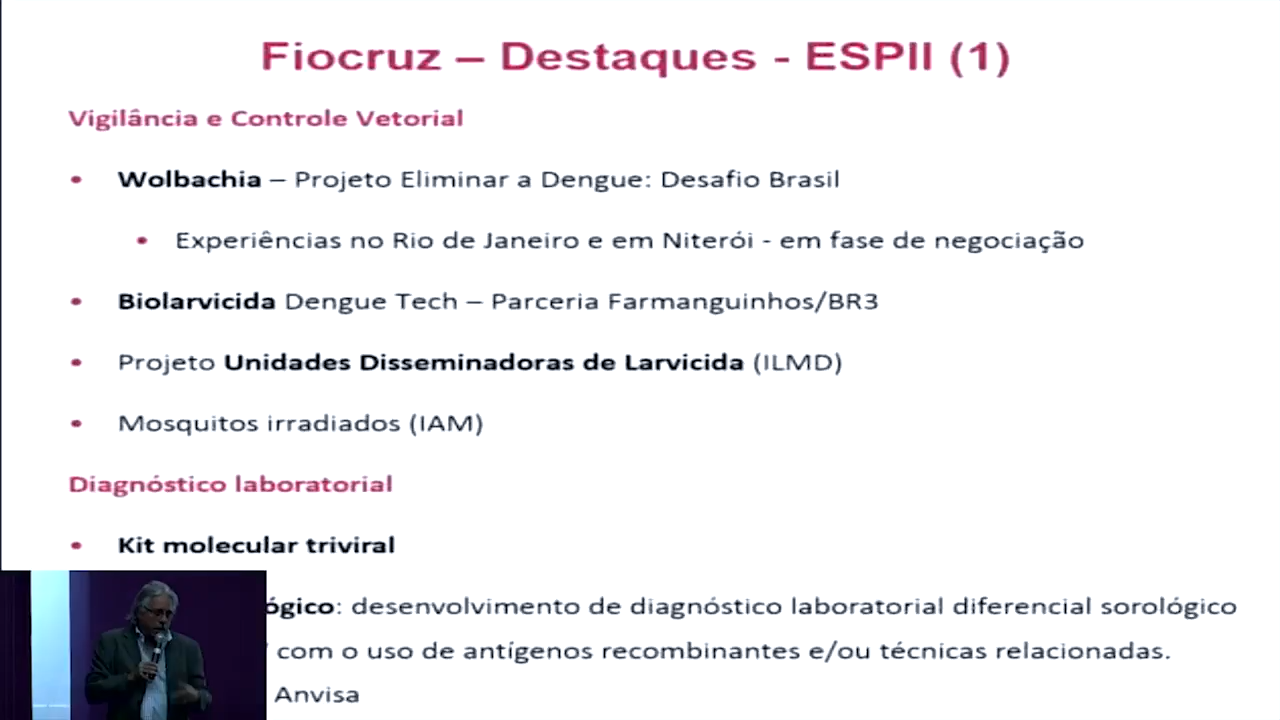 Fiocruz – Destaques - ESPII (1)
Vigilância e Controle Vetorial
• Wolbachia – Projeto Eliminar a Dengue: Desafio Brasil
• Experiências no Rio de Janeiro e em Niterói - em fase de negociação
• Biolarvicida Dengue Tech – Parceria Farmanguinhos/BR3
• Projeto Unidades Disseminadoras de Larvicida (ILMD)
• Mosquitos irradiados (IAM)
Diagnóstico laboratorial
• Kit molecular triviral
ógico: desenvolvimento de diagnóstico laboratorial diferencial sorológico
com o uso de antígenos recombinantes e/ou técnicas relacionadas.
Anvisa